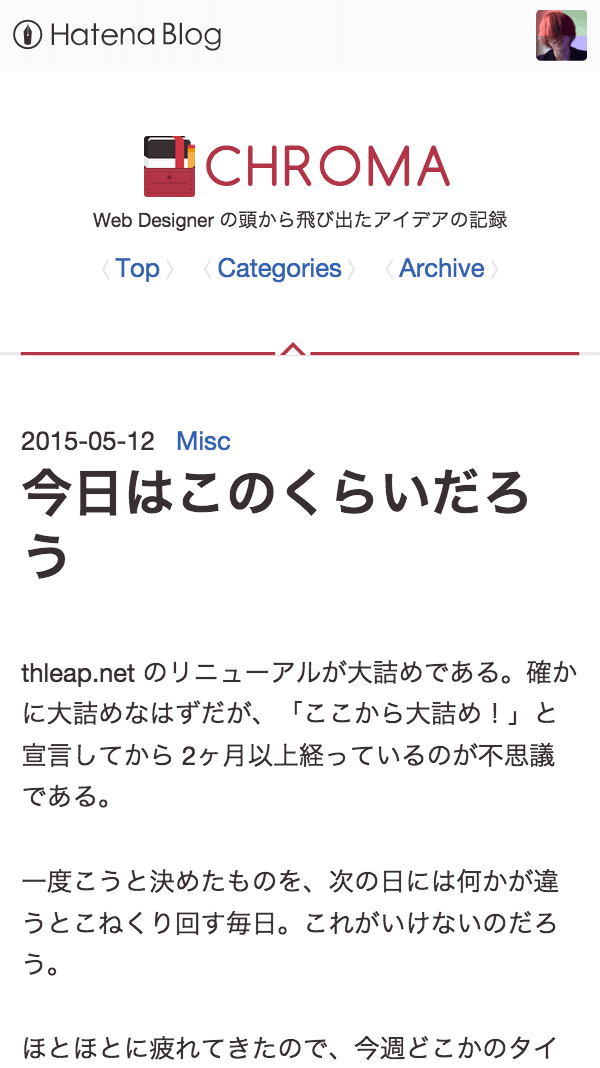 Hatena Blog
CHROMA
Web Designer の頭から飛び出たアイデアの記録
〈 Top 〉 〈 Categories 〉 〈 Archive 〉
2015-05-12 Misc
今日はこのくらいだろ
う
thleap.net のリニューアルが大詰めである。確か
に大詰めなはずだが、「ここから大詰め！」と
宣言してから 2ヶ月以上経っているのが不思議
である。
一度こうと決めたものを、次の日には何かが違
うとこねくり回す毎日。これがいけないのだろ
う。
ほとほとに疲れてきたので、今週どこかのタイ